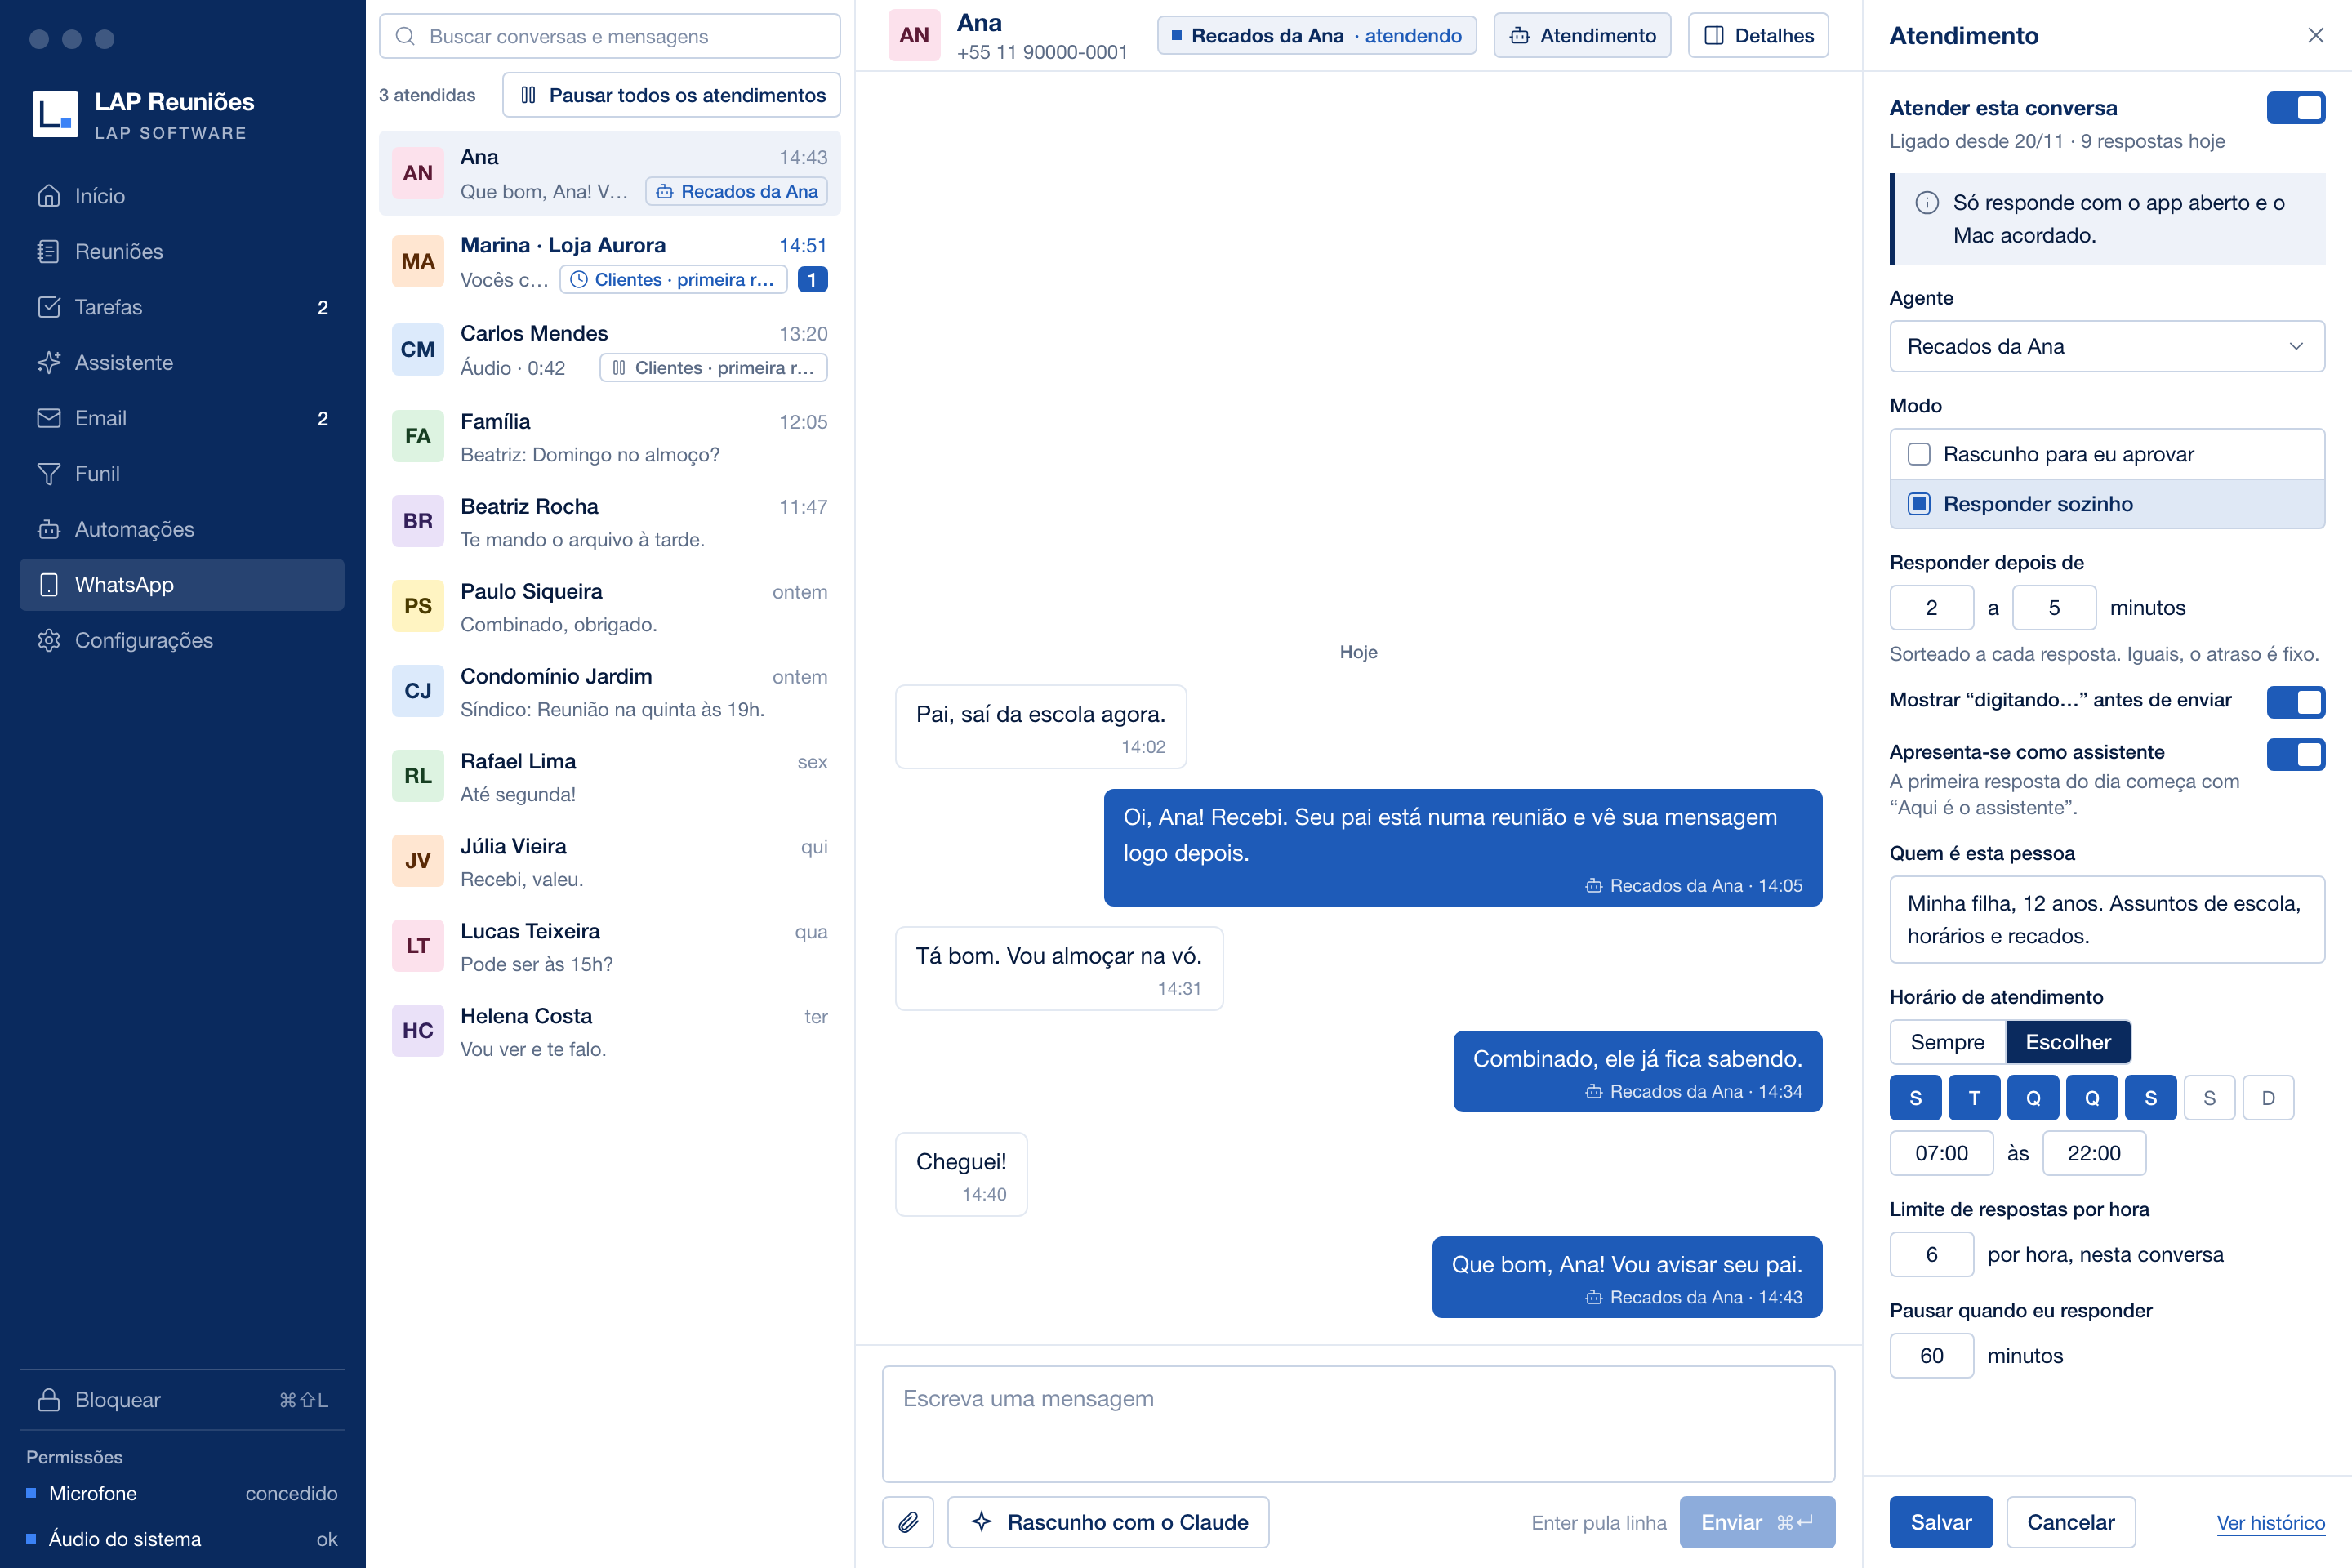 LAP Reuniões
LAP SOFTWARE
Início
Reuniões
Tarefas 2
Assistente
Email 2
Funil
Automações
WhatsApp
Configurações
Bloquear ⌘⇧L
Permissões
Microfone concedido
Áudio do sistema ok
Buscar conversas e mensagens
3 atendidas Pausar todos os atendimentos
AN Ana 14:43
Que bom, Ana! V… Recados da Ana
MA Marina · Loja Aurora 14:51
Vocês c… Clientes · primeira r… 1
CM Carlos Mendes 13:20
Áudio · 0:42 Clientes · primeira r…
FA Família 12:05
Beatriz: Domingo no almoço?
BR Beatriz Rocha 11:47
Te mando o arquivo à tarde.
PS Paulo Siqueira ontem
Combinado, obrigado.
CJ Condomínio Jardim ontem
Síndico: Reunião na quinta às 19h.
RL Rafael Lima sex
Até segunda!
JV Júlia Vieira qui
Recebi, valeu.
LT Lucas Teixeira qua
Pode ser às 15h?
HC Helena Costa ter
Vou ver e te falo.
AN Ana
+55 11 90000-0001
Recados da Ana · atendendo Atendimento Detalhes
Hoje
Pai, saí da escola agora.
14:02
Oi, Ana! Recebi. Seu pai está numa reunião e vê sua mensagem
logo depois.
Recados da Ana · 14:05
Tá bom. Vou almoçar na vó.
14:31
Combinado, ele já fica sabendo.
Recados da Ana · 14:34
Cheguei!
14:40
Que bom, Ana! Vou avisar seu pai.
Recados da Ana · 14:43
Escreva uma mensagem
Rascunho com o Claude Enter pula linha Enviar ⌘↵
Atendimento
Atender esta conversa
Ligado desde 20/11 · 9 respostas hoje
Só responde com o app aberto e o
Mac acordado.
Agente
Recados da Ana
Modo
Rascunho para eu aprovar
Responder sozinho
Responder depois de
2 a 5 minutos
Sorteado a cada resposta. Iguais, o atraso é fixo.
Mostrar “digitando…” antes de enviar
Apresenta-se como assistente
A primeira resposta do dia começa com
“Aqui é o assistente”.
Quem é esta pessoa
Minha filha, 12 anos. Assuntos de escola,
horários e recados.
Horário de atendimento
Sempre Escolher
S T Q Q S S D
07:00 às 22:00
Limite de respostas por hora
6 por hora, nesta conversa
Pausar quando eu responder
60 minutos
Salvar Cancelar Ver histórico